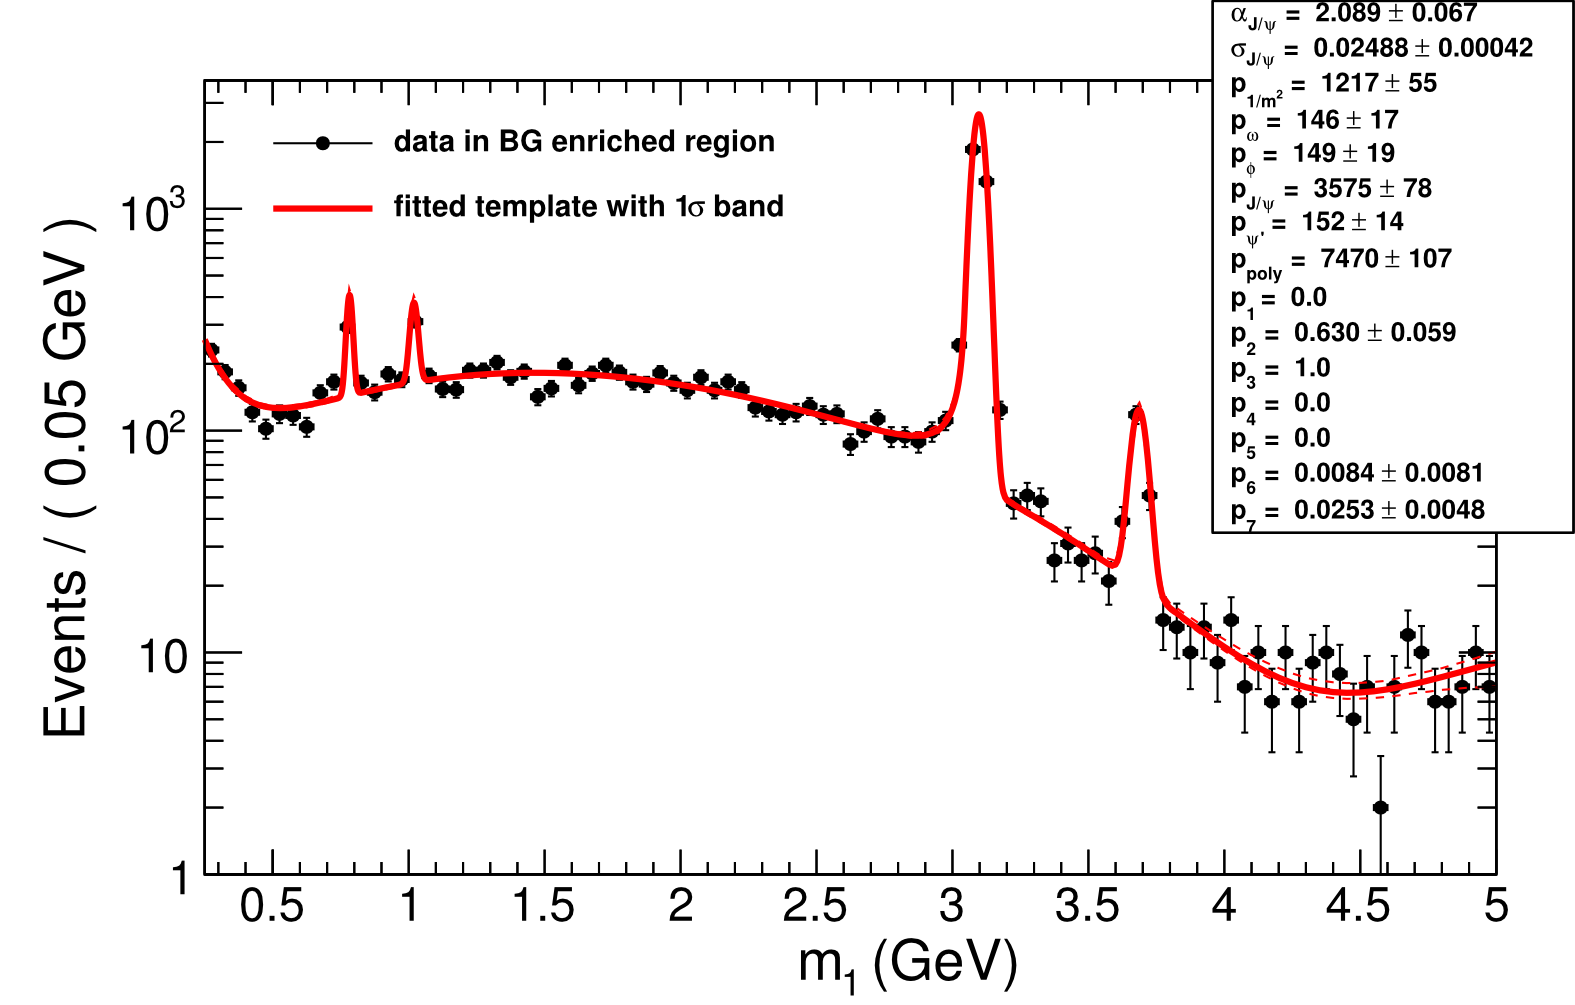 α_J/ψ = 2.089 ± 0.067
σ_J/ψ = 0.02488 ± 0.00042
p_1/m² = 1217 ± 55
p_ω = 146 ± 17
p_ϕ = 149 ± 19
p_J/ψ = 3575 ± 78
p_ψ' = 152 ± 14
p_poly = 7470 ± 107
p_1 = 0.0
p_2 = 0.630 ± 0.059
p_3 = 1.0
p_4 = 0.0
p_5 = 0.0
p_6 = 0.0084 ± 0.0081
p_7 = 0.0253 ± 0.0048
data in BG enriched region
fitted template with 1σ band
Events / ( 0.05 GeV )
10³
10²
10
1
0.5 1 1.5 2 2.5 3 3.5 4 4.5 5
m₁ (GeV)